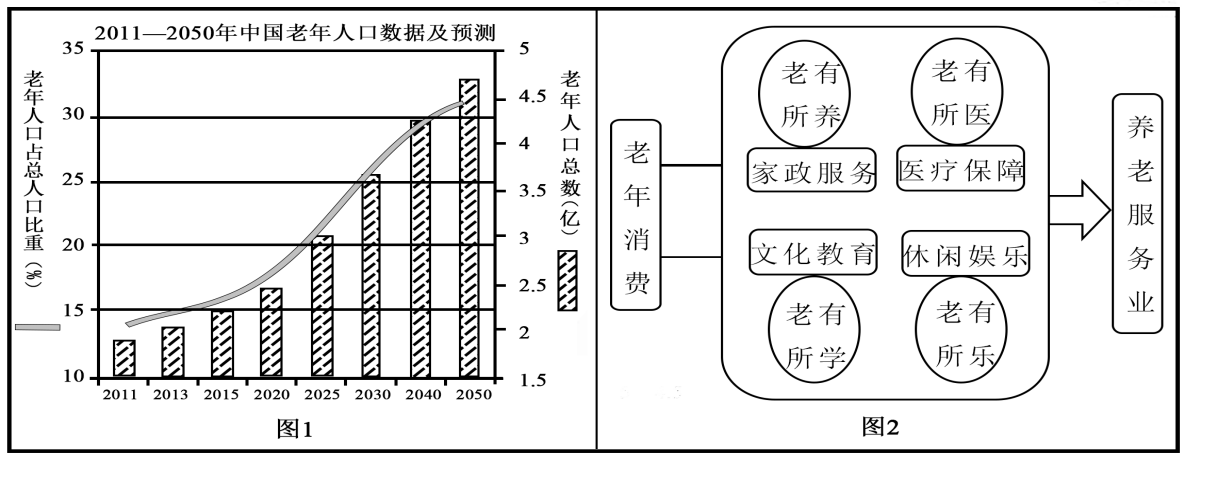 2011—2050年中国老年人口数据及预测
老年人口占总人口比重(%)
35
30
25
20
15
10
5
4.5
4
3.5
3
2.5
2
1.5
老年人口总数(亿)
2011 2013 2015 2020 2025 2030 2040 2050
图1
老年消费
老有
所养
家政服务
老有
所医
医疗保障
文化教育
老有
所学
休闲娱乐
老有
所乐
养老服务业
图2